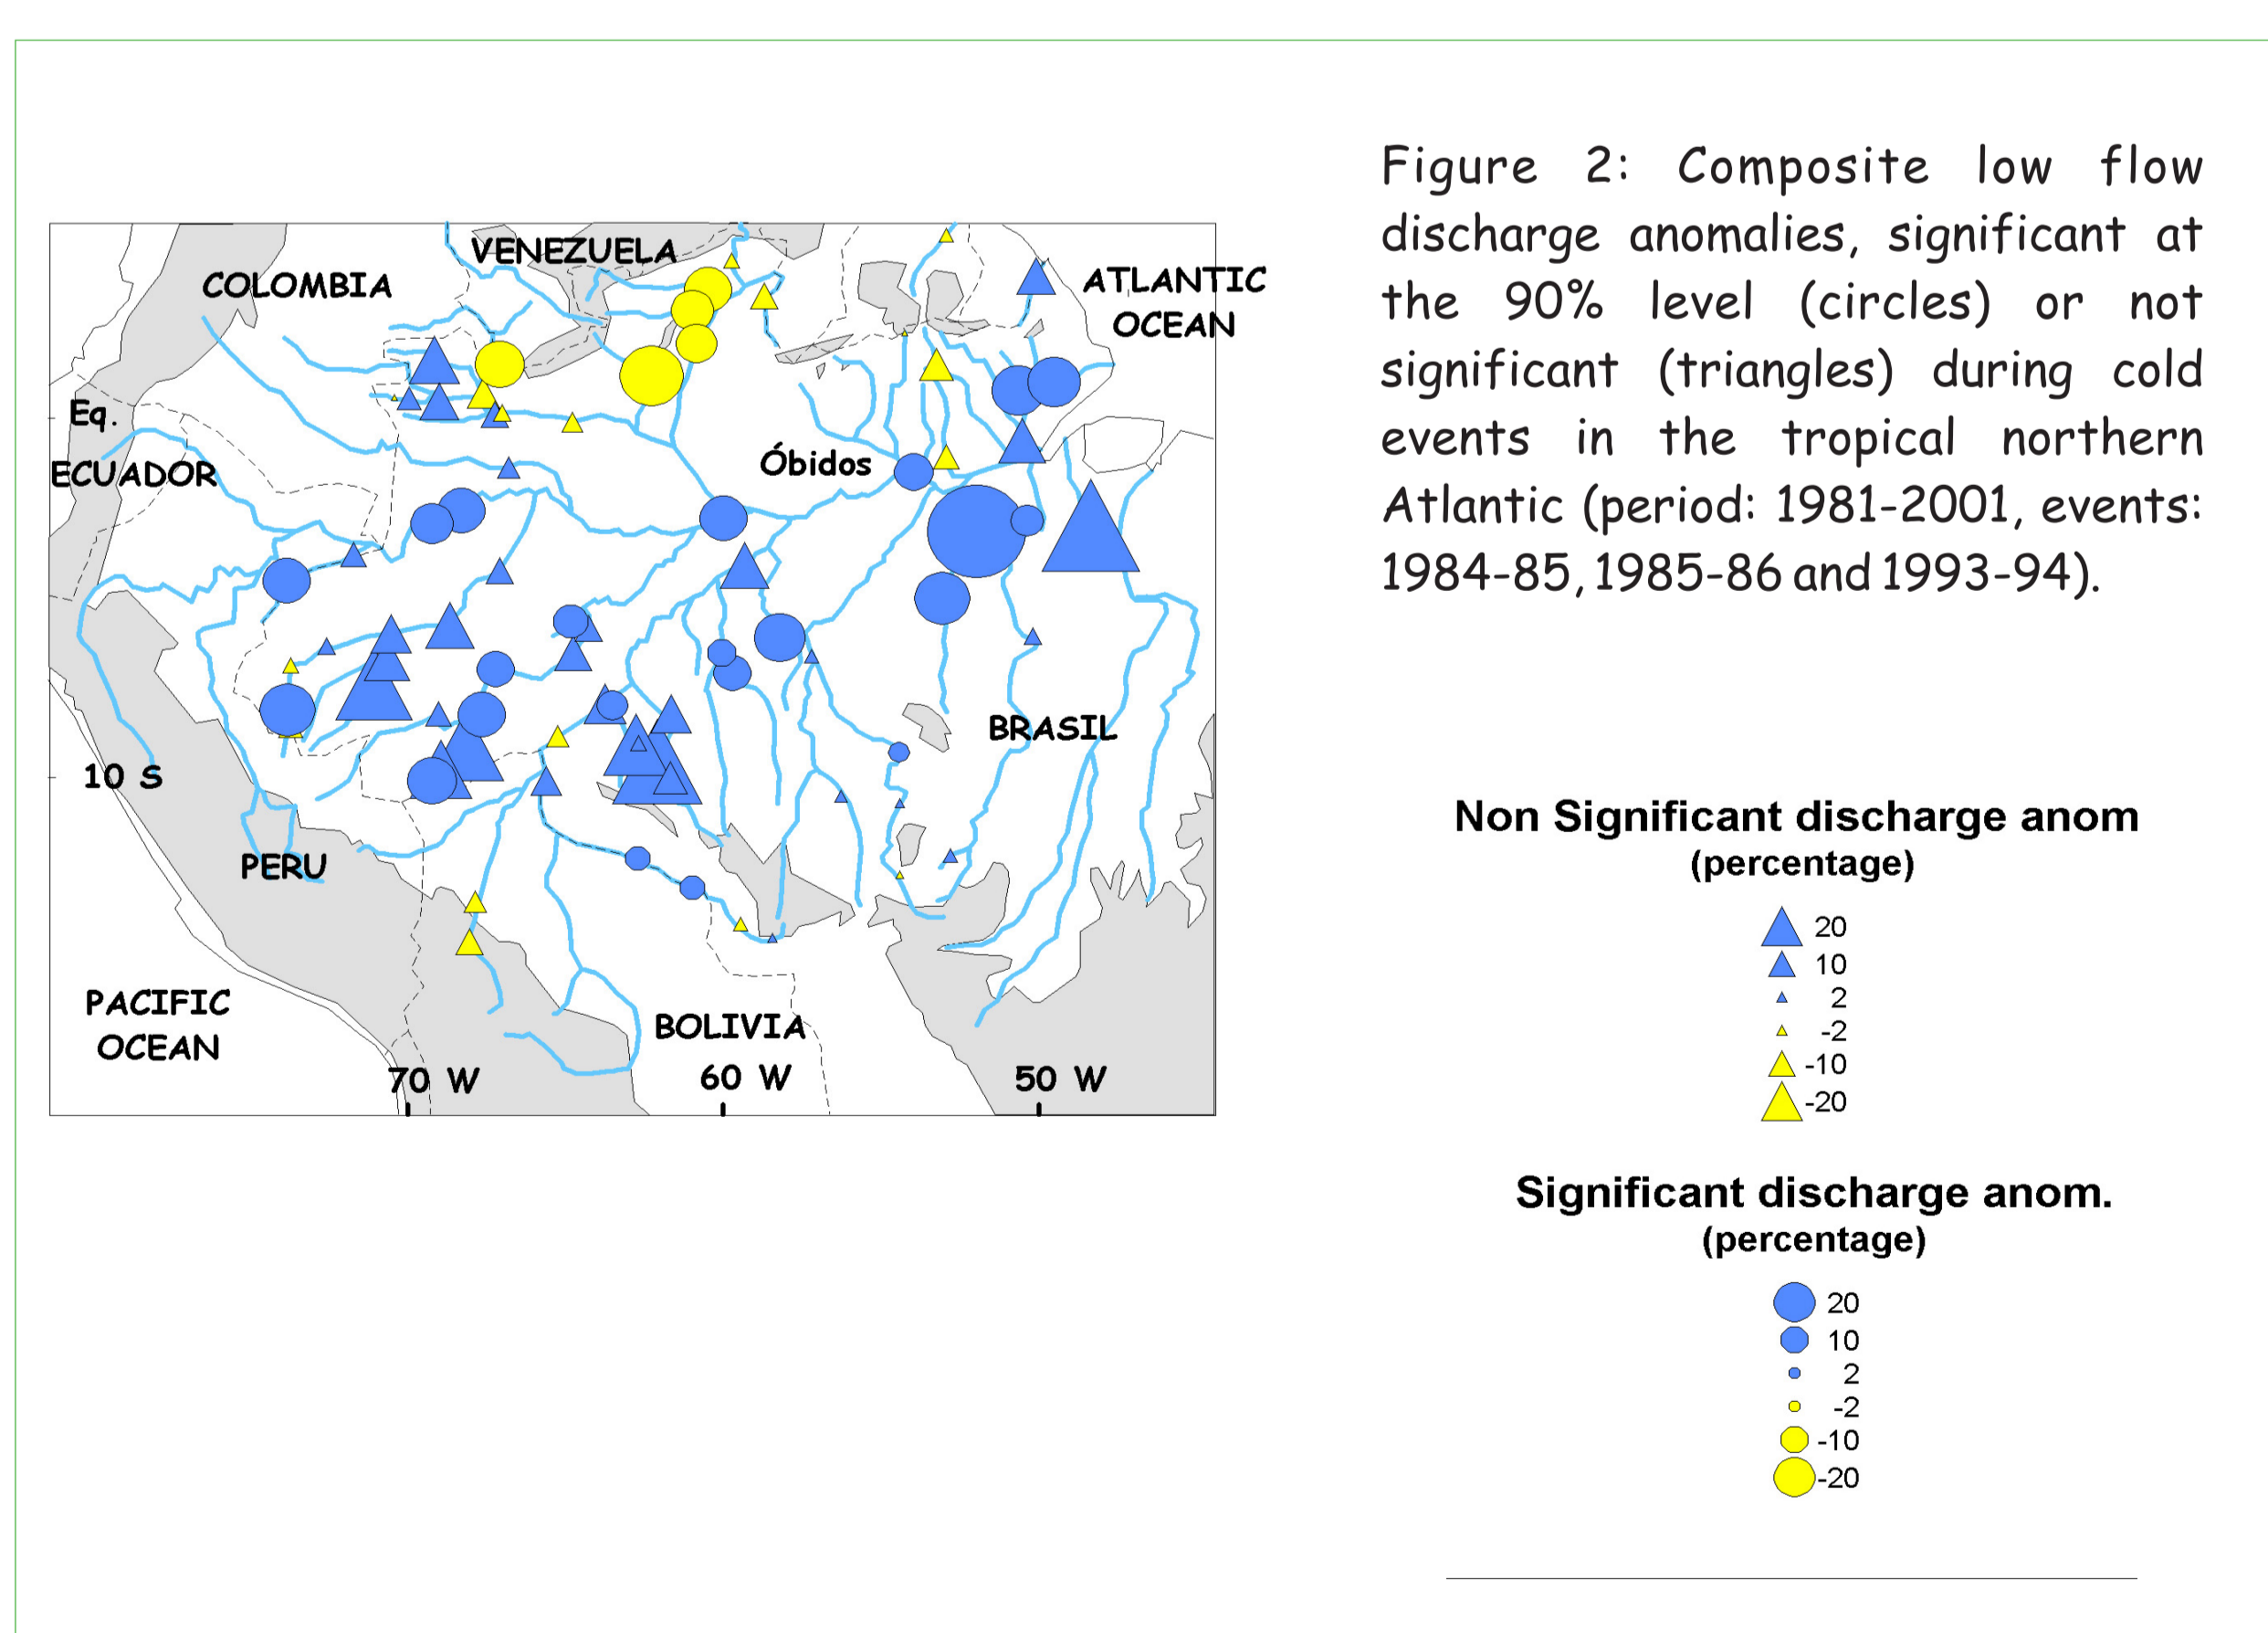 VENEZUELA
COLOMBIA
ATLANTIC
OCEAN
Eq.
ECUADOR
Óbidos
BRASIL
10 S
PERU
PACIFIC
OCEAN
BOLIVIA
70 W
60 W
50 W
Figure 2: Composite low flow
discharge anomalies, significant at
the 90% level (circles) or not
significant (triangles) during cold
events in the tropical northern
Atlantic (period: 1981-2001, events:
1984-85, 1985-86 and 1993-94).
Non Significant discharge anom
(percentage)
20
10
2
-2
-10
-20
Significant discharge anom.
(percentage)
20
10
2
-2
-10
-20